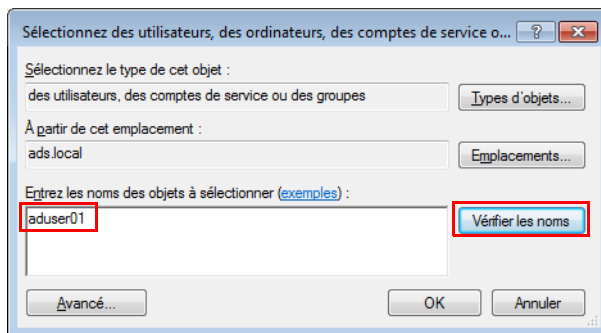 Sélectionnez des utilisateurs, des ordinateurs, des comptes de service o...
Sélectionnez le type de cet objet :
des utilisateurs, des comptes de service ou des groupes
Types d'objets...
À partir de cet emplacement :
ads.local
Emplacements...
Entrez les noms des objets à sélectionner (exemples) :
aduser01
Vérifier les noms
Avancé...
OK
Annuler